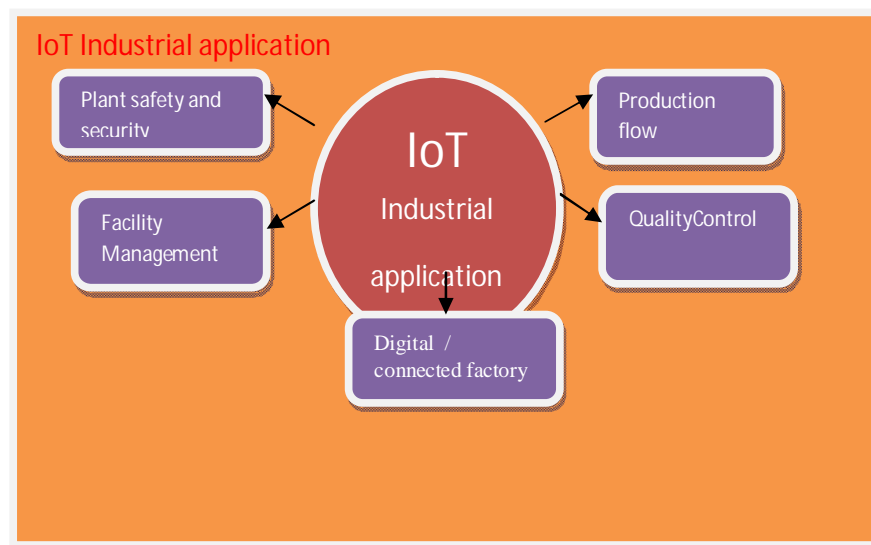 IoT Industrial application
Plant safety and
security
Production
flow
IoT
Industrial
application
Facility
Management
QualityControl
Digital /
connected factory